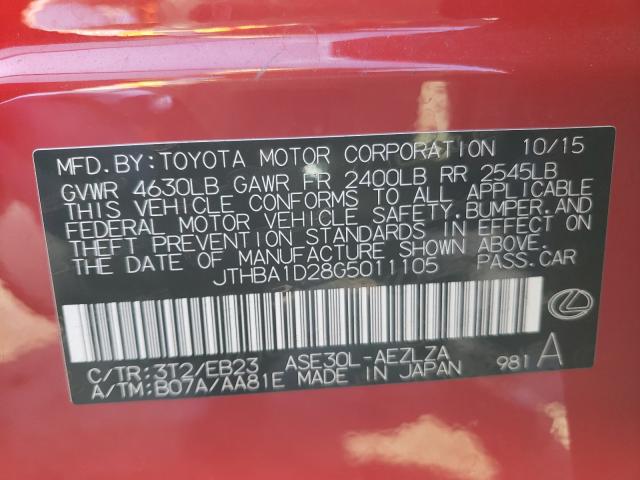 MFD. BY: TOYOTA MOTOR CORPORATION 10/15
GVWR 4630LB GAWR FR 2400LB RR 2545LB
THIS VEHICLE CONFORMS TO ALL APPLICABLE
FEDERAL MOTOR VEHICLE SAFETY, BUMPER, AND
THEFT PREVENTION STANDARDS IN EFFECT ON
THE DATE OF MANUFACTURE SHOWN ABOVE.
JTHBA1D28G5011105 PASS.CAR
C/TR:3T2/EB23 ASE30L-AEZLZA
A/TM:B07A/AA81E MADE IN JAPAN 981 A